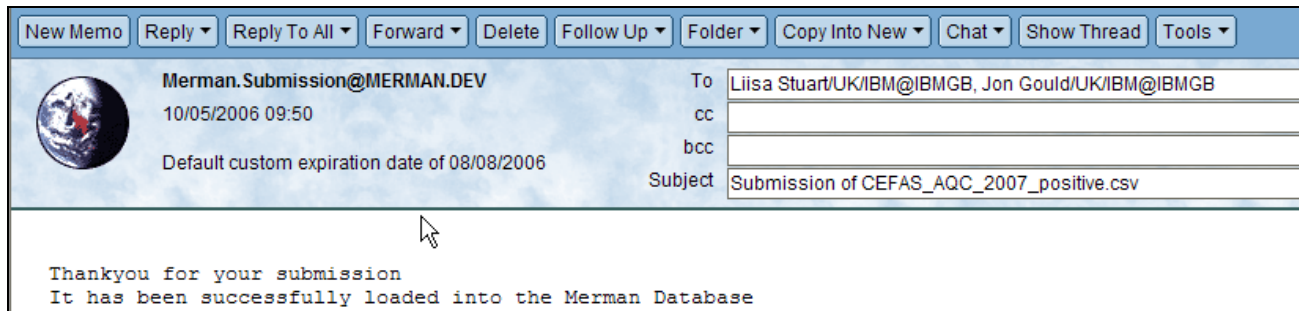 New Memo Reply Reply To All Forward Delete Follow Up Folder Copy Into New Chat Show Thread Tools
Merman.Submission@MERMAN.DEV
10/05/2006 09:50
Default custom expiration date of 08/08/2006
To Liisa Stuart/UK/IBM@IBMGB, Jon Gould/UK/IBM@IBMGB
cc
bcc
Subject Submission of CEFAS_AQC_2007_positive.csv
Thankyou for your submission
It has been successfully loaded into the Merman Database